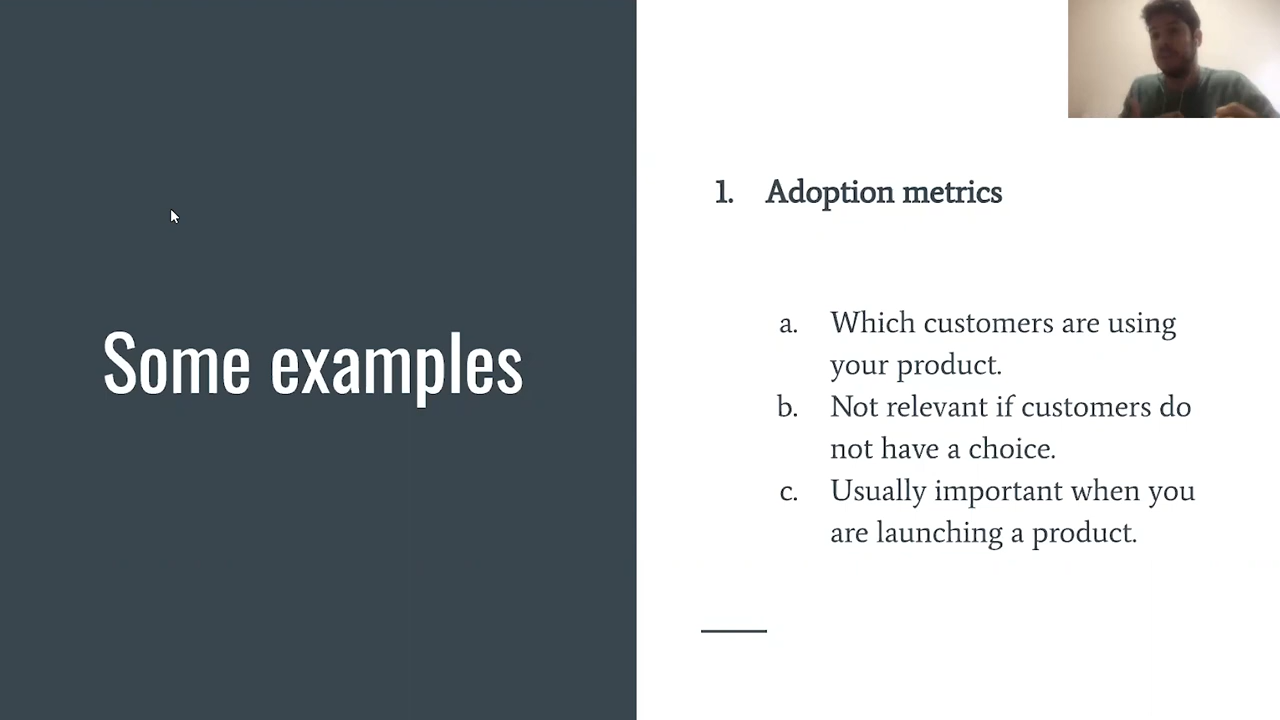 Some examples
1. Adoption metrics
a. Which customers are using
your product.
b. Not relevant if customers do
not have a choice.
c. Usually important when you
are launching a product.